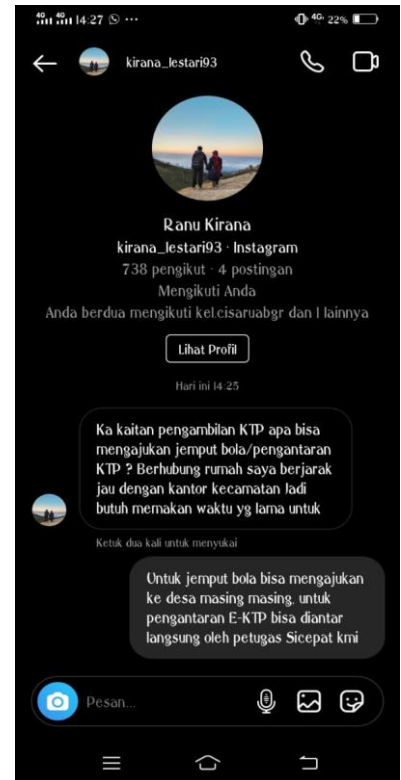 4G 4G 14:27 ... 4G 22%
kirana_lestari93
Ranu Kirana
kirana_lestari93 · Instagram
738 pengikut · 4 postingan
Mengikuti Anda
Anda berdua mengikuti kel.cisaruabgr dan 1 lainnya
Lihat Profil
Hari ini 14:25
Ka kaitan pengambilan KTP apa bisa
mengajukan jemput bola/pengantaran
KTP ? Berhubung rumah saya berjarak
jau dengan kantor kecamatan Jadi
butuh memakan waktu yg lama untuk
Ketuk dua kali untuk menyukai
Untuk jemput bola bisa mengajukan
ke desa masing masing, untuk
pengantaran E-KTP bisa diantar
langsung oleh petugas Sicepat kmi
Pesan...